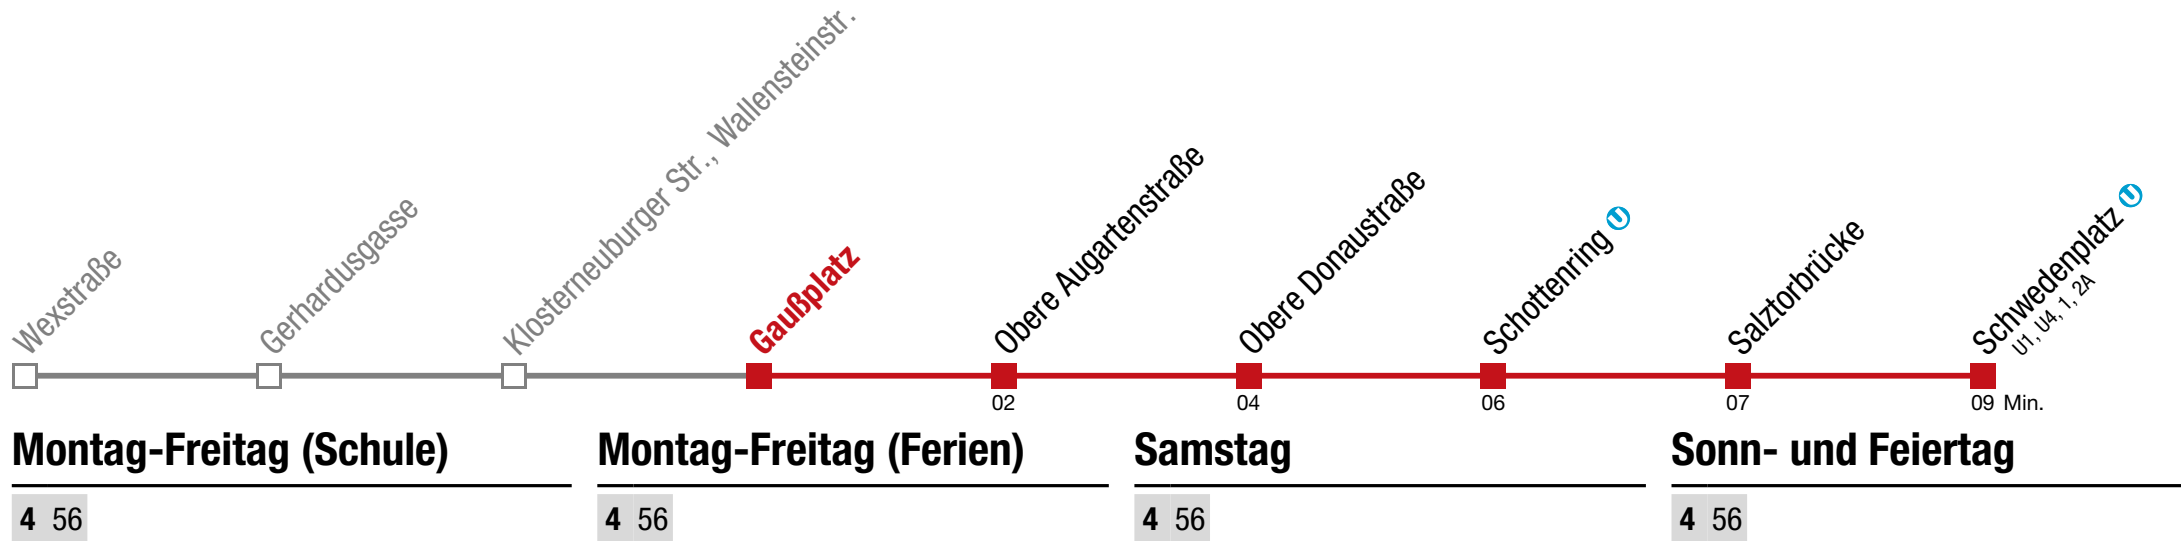 Wexstraße
Gerhardusgasse
Klosterneuburger Str., Wallensteinstr.
Gaußplatz
Obere Augartenstraße
Obere Donaustraße
Schottenring U
Salztorbrücke
Schwedenplatz U
U1, U4, 1, 2A
02 04 06 07 09 Min.
Montag-Freitag (Schule) Montag-Freitag (Ferien) Samstag Sonn- und Feiertag
4 56 4 56 4 56 4 56